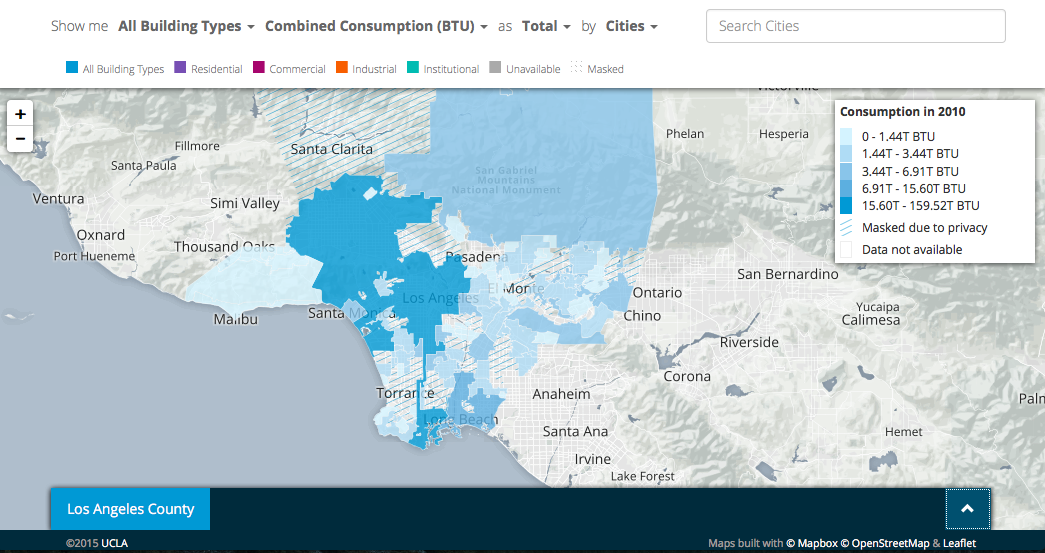 Show me All Building Types Combined Consumption (BTU) as Total by Cities Search Cities
All Building Types Residential Commercial Industrial Institutional Unavailable Masked
Victorville
+
-
Consumption in 2010
0 - 1.44T BTU
1.44T - 3.44T BTU
3.44T - 6.91T BTU
6.91T - 15.60T BTU
15.60T - 159.52T BTU
Masked due to privacy
Data not available
Phelan
Hesperia
Fillmore
Santa Clarita
Santa Paula
San Gabriel
Mountains
National Monument
Ventura
Simi Valley
Oxnard
Thousand Oaks
Port Hueneme
Pasadena
San Bernardino
El Monte
Ontario
Los Angeles
Yucaipa
Malibu
Santa Monica
Chino
Calimesa
Riverside
Corona
Torrance
Anaheim
Palm
Long Beach
Santa Ana
Hemet
Irvine
Lake Forest
Los Angeles County
©2015 UCLA
Maps built with © Mapbox © OpenStreetMap & Leaflet